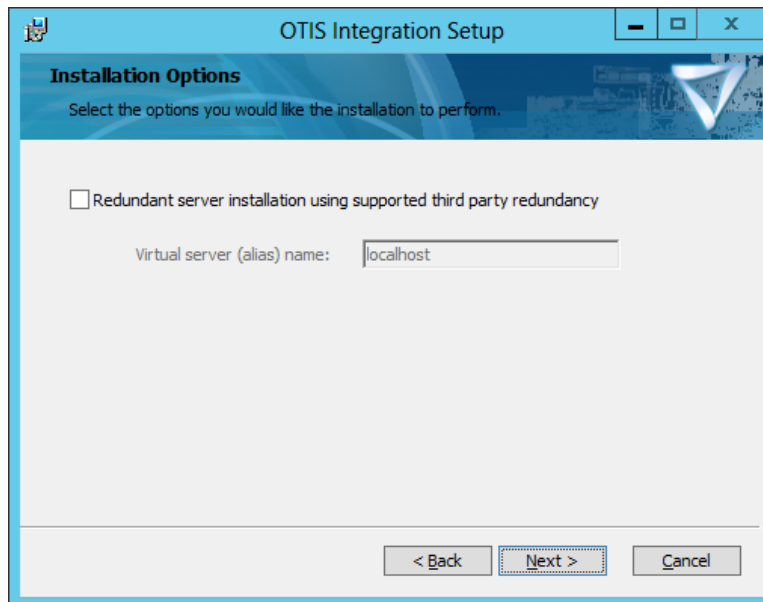 OTIS Integration Setup
Installation Options
Select the options you would like the installation to perform.
Redundant server installation using supported third party redundancy
Virtual server (alias) name: localhost
< Back Next > Cancel